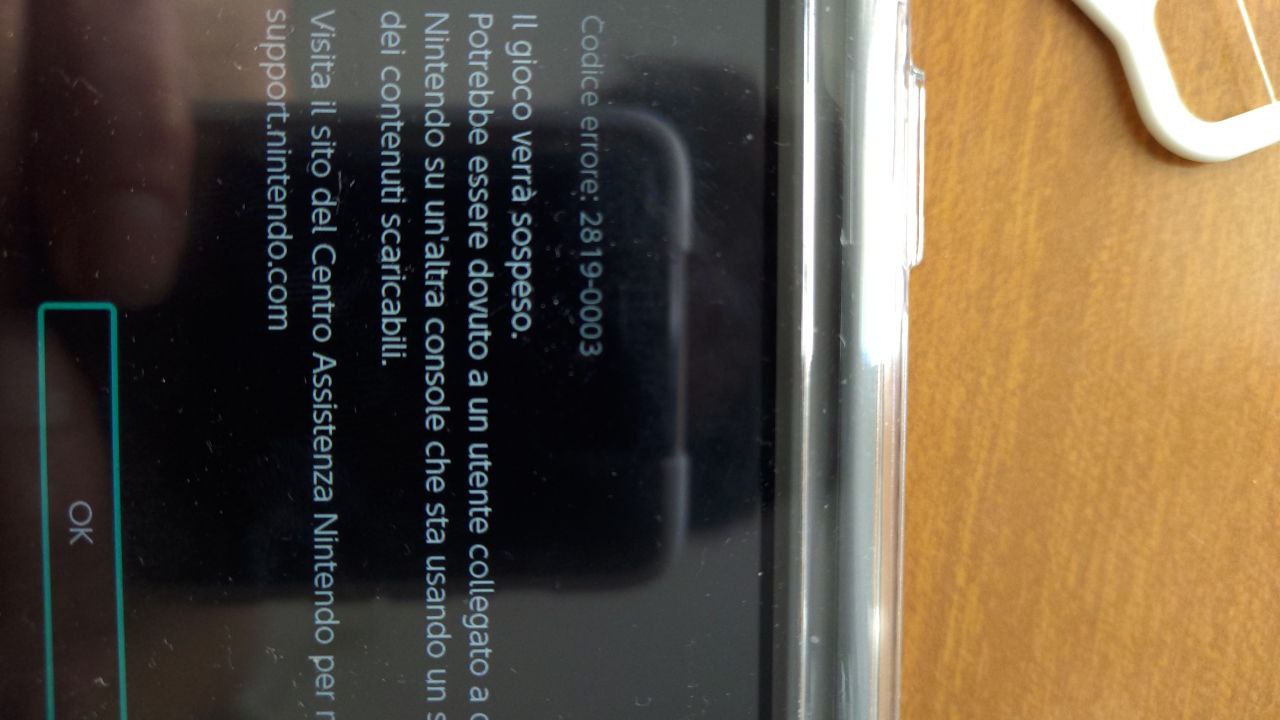 Codice errore: 2819-0003
Il gioco verrà sospeso.
Potrebbe essere dovuto a un utente collegato a
Nintendo su un'altra console che sta usando un
dei contenuti scaricabili.
Visita il sito del Centro Assistenza Nintendo per
support.nintendo.com
OK